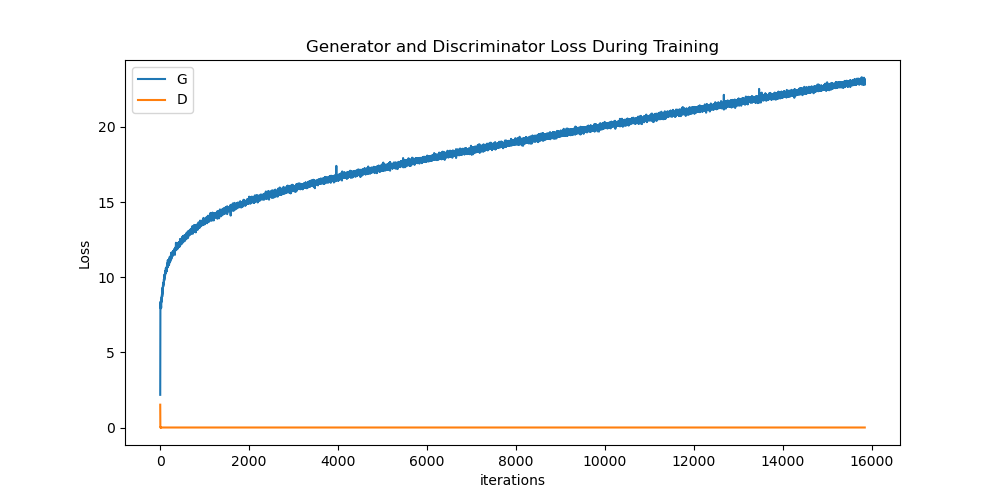 Generator and Discriminator Loss During Training
G
D
Loss
20
15
10
5
0
0 2000 4000 6000 8000 10000 12000 14000 16000
iterations